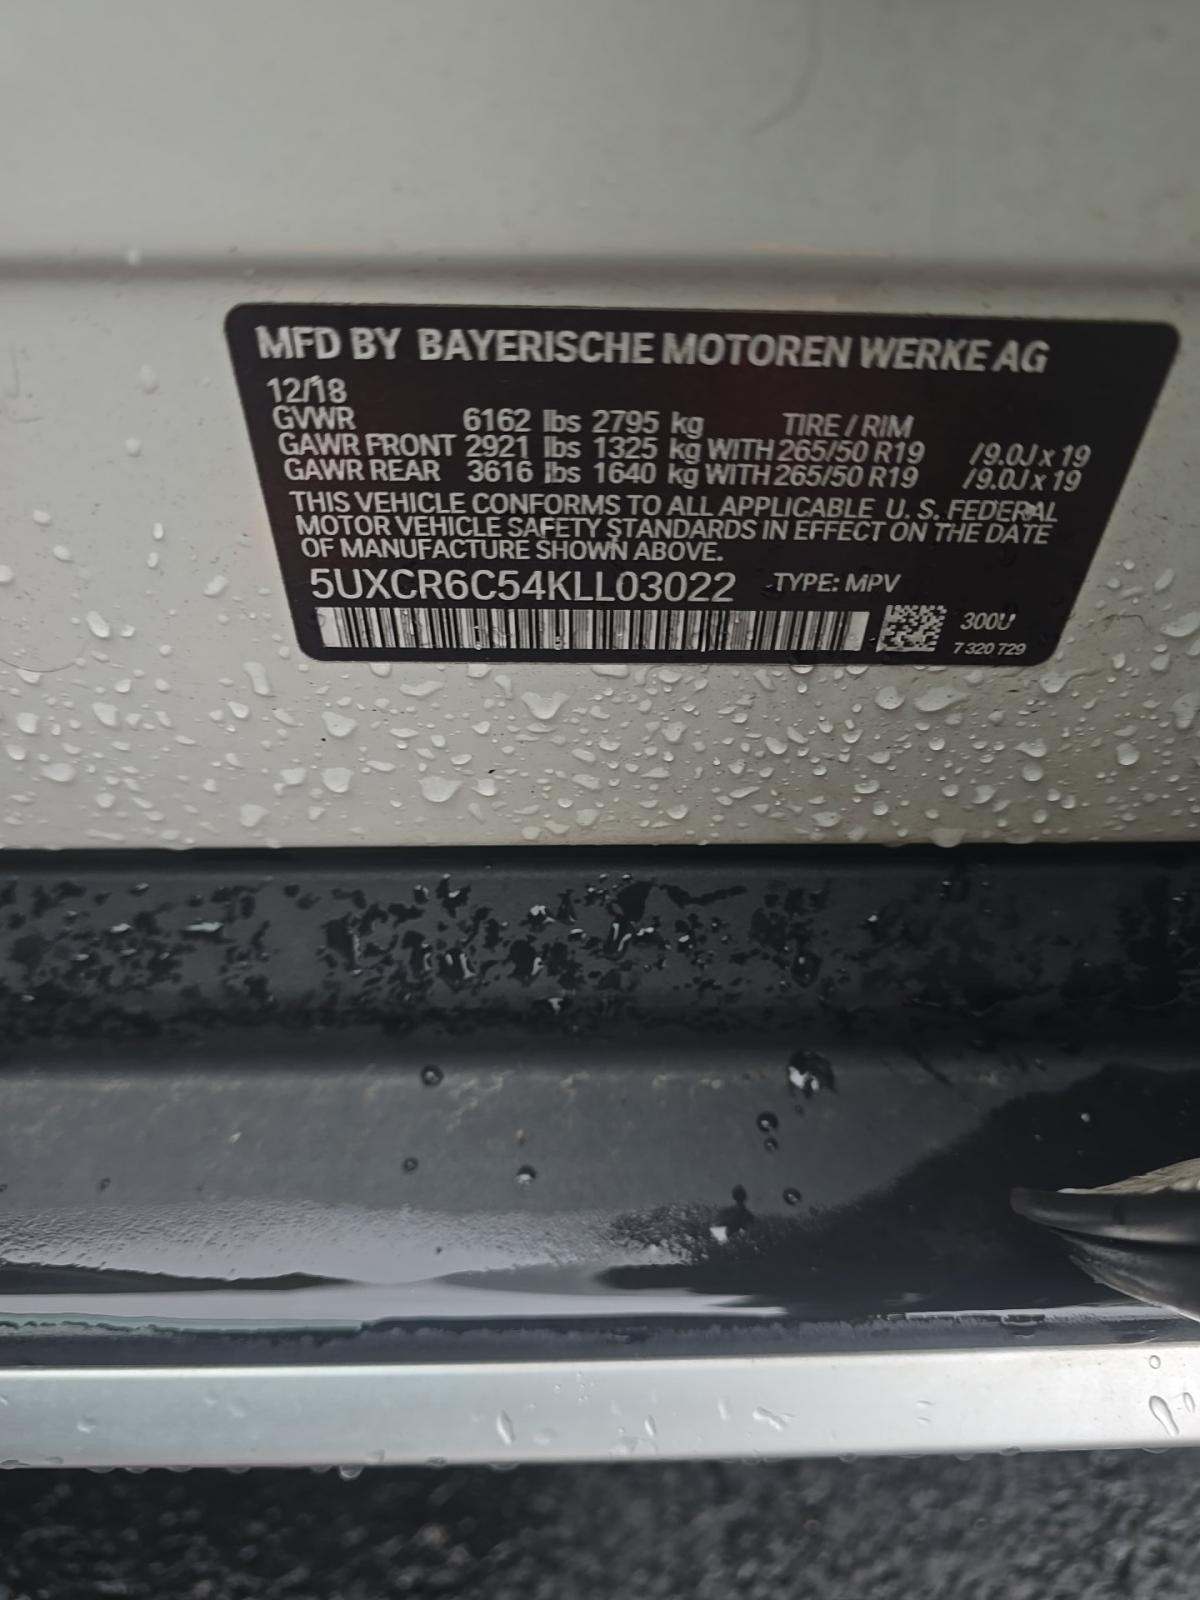 MFD BY BAYERISCHE MOTOREN WERKE AG
12/18
GVWR 6162 lbs 2795 kg TIRE / RIM
GAWR FRONT 2921 lbs 1325 kg WITH 265/50 R19 /9.0J x 19
GAWR REAR 3616 lbs 1640 kg WITH 265/50 R19 /9.0J x 19
THIS VEHICLE CONFORMS TO ALL APPLICABLE U. S. FEDERAL
MOTOR VEHICLE SAFETY STANDARDS IN EFFECT ON THE DATE
OF MANUFACTURE SHOWN ABOVE.
5UXCR6C54KLL03022 TYPE: MPV
300U
7 320 729